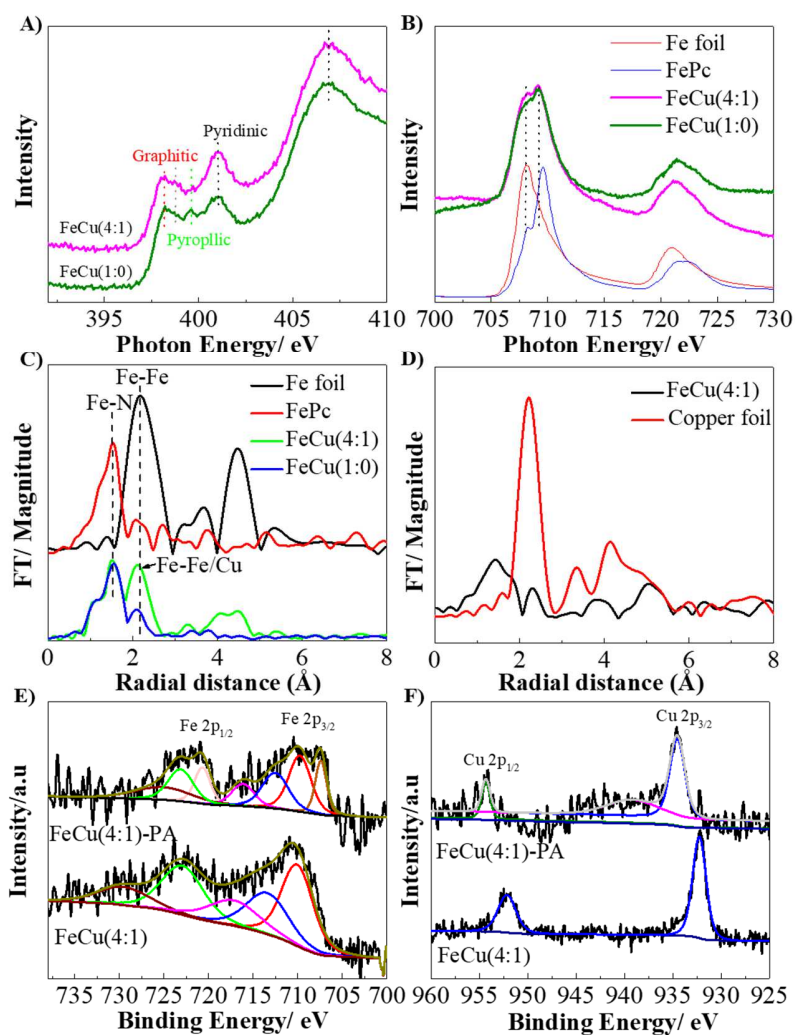 A)
Intensity
Graphitic
Pyridinic
Pyropllic
FeCu(4:1)
FeCu(1:0)
395 400 405 410
Photon Energy/ eV
B)
Intensity
Fe foil
FePc
FeCu(4:1)
FeCu(1:0)
700 705 710 715 720 725 730
Photon Energy/ eV
C)
FT/ Magnitude
Fe-Fe
Fe-N
Fe foil
FePc
FeCu(4:1)
FeCu(1:0)
Fe-Fe/Cu
0 2 4 6 8
Radial distance (Å)
D)
FT/ Magnitude
FeCu(4:1)
Copper foil
0 2 4 6 8
Radial distance (Å)
E)
Intensity/a.u
Fe 2p1/2
Fe 2p3/2
FeCu(4:1)-PA
FeCu(4:1)
735 730 725 720 715 710 705 700
Binding Energy/ eV
F)
Intensity/a.u
Cu 2p1/2
Cu 2p3/2
FeCu(4:1)-PA
FeCu(4:1)
960 955 950 945 940 935 930 925
Binding Energy/ eV